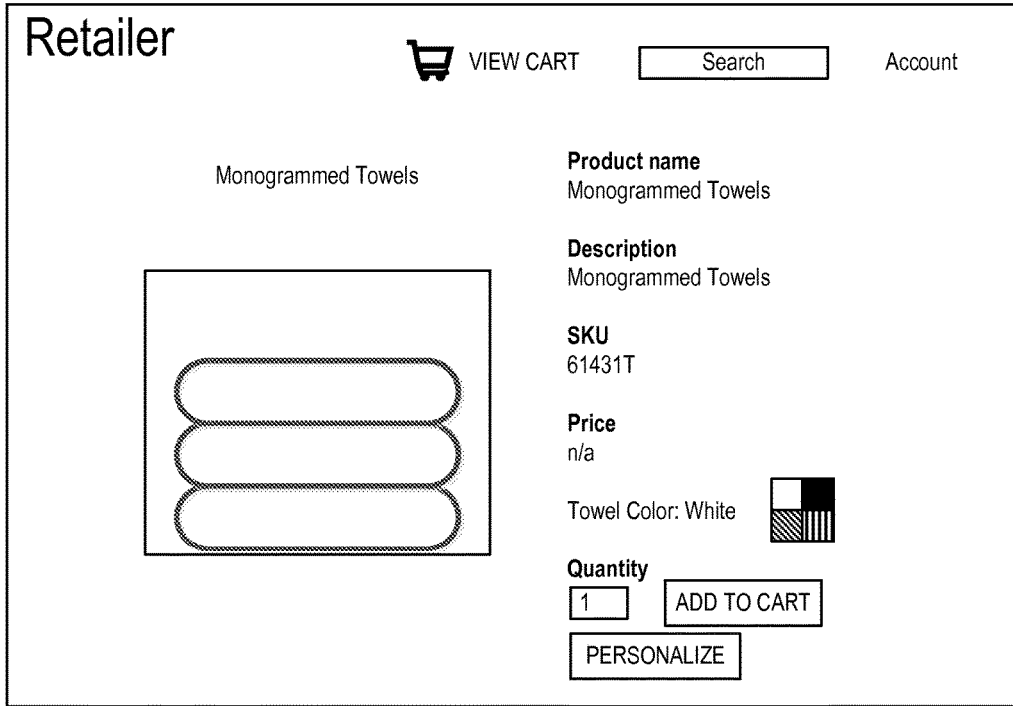 Retailer
VIEW CART
Search
Account
Monogrammed Towels
Product name
Monogrammed Towels
Description
Monogrammed Towels
SKU
61431T
Price
n/a
Towel Color: White
Quantity
1
ADD TO CART
PERSONALIZE